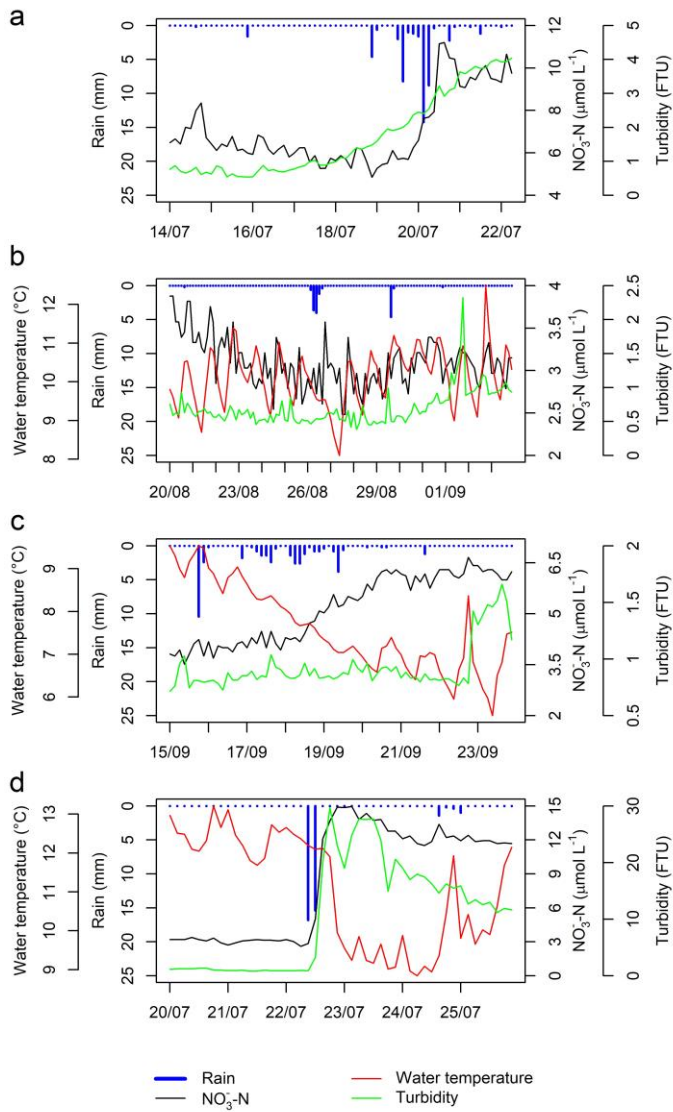 a
0 5 10 15 20 25
Rain (mm)
4 6 8 10 12
NO₃⁻-N (µmol L⁻¹)
0 1 2 3 4 5
Turbidity (FTU)
14/07 16/07 18/07 20/07 22/07
b
8 9 10 11 12
Water temperature (°C)
0 5 10 15 20 25
Rain (mm)
2 2.5 3 3.5 4
NO₃⁻-N (µmol L⁻¹)
0 0.5 1 1.5 2 2.5
Turbidity (FTU)
20/08 23/08 26/08 29/08 01/09
c
6 7 8 9
Water temperature (°C)
0 5 10 15 20 25
Rain (mm)
2 3.5 5 6.5
NO₃⁻-N (µmol L⁻¹)
0.5 1 1.5 2
Turbidity (FTU)
15/09 17/09 19/09 21/09 23/09
d
9 10 11 12 13
Water temperature (°C)
0 5 10 15 20 25
Rain (mm)
0 3 6 9 12 15
NO₃⁻-N (µmol L⁻¹)
0 10 20 30
Turbidity (FTU)
20/07 21/07 22/07 23/07 24/07 25/07
Rain
NO₃⁻-N
Water temperature
Turbidity